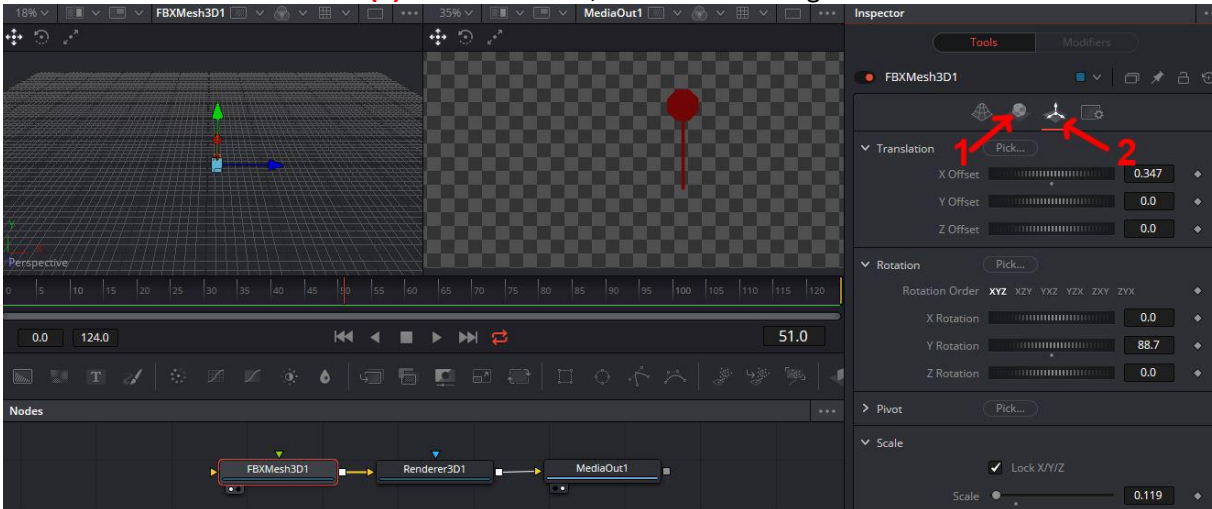 18% FBXMesh3D1 35% MediaOut1 Inspector
Tools Modifiers
FBXMesh3D1
1 2
Translation Pick...
X Offset 0.347
Y Offset 0.0
Z Offset 0.0
Y
X
Perspective
Rotation Pick...
0 5 10 15 20 25 30 35 40 45 50 55 60 65 70 75 80 85 90 95 100 105 110 115 120
Rotation Order XYZ XZY YXZ YZX ZXY ZYX
X Rotation 0.0
0.0 124.0 51.0
Y Rotation 88.7
T
Z Rotation 0.0
Nodes
Pivot Pick...
Scale
FBXMesh3D1 Renderer3D1 MediaOut1
Lock X/Y/Z
Scale 0.119